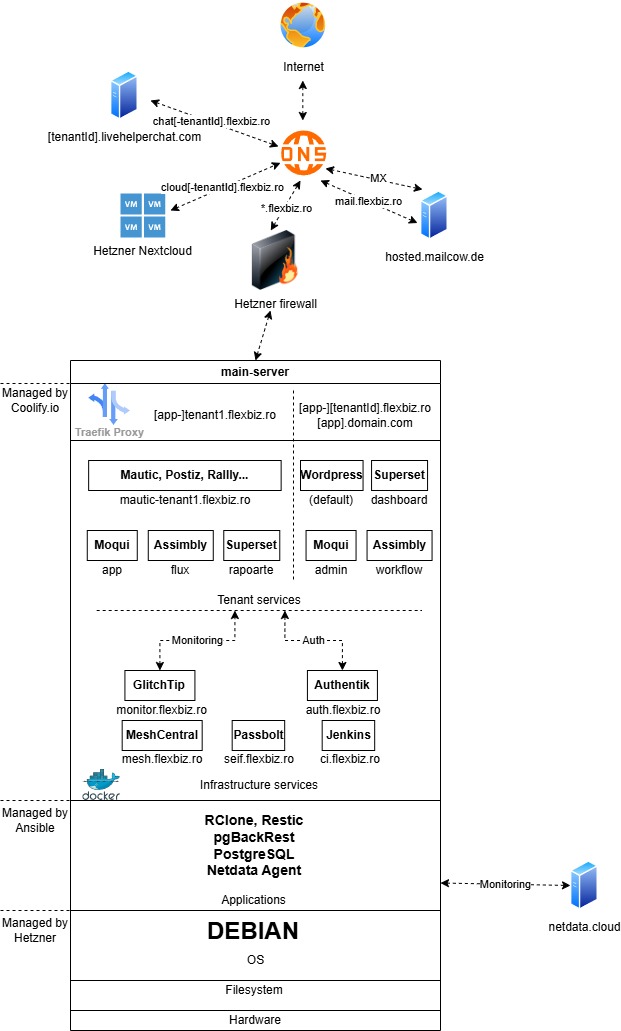 Internet
chat[-tenantId].flexbiz.ro
[tenantId].livehelperchat.com
DNS
MX
cloud[-tenantId].flexbiz.ro
mail.flexbiz.ro
VM VM
VM VM
*.flexbiz.ro
Hetzner Nextcloud
hosted.mailcow.de
Hetzner firewall
main-server
Managed by
Coolify.io
Traefik Proxy
[app-]tenant1.flexbiz.ro
[app-][tenantId].flexbiz.ro
[app].domain.com
Mautic, Postiz, Rallly...
mautic-tenant1.flexbiz.ro
Wordpress
(default)
Superset
dashboard
Moqui
app
Assimbly
flux
Superset
rapoarte
Moqui
admin
Assimbly
workflow
Tenant services
Monitoring
Auth
GlitchTip
monitor.flexbiz.ro
Authentik
auth.flexbiz.ro
MeshCentral
mesh.flexbiz.ro
Passbolt
seif.flexbiz.ro
Jenkins
ci.flexbiz.ro
docker
Infrastructure services
Managed by
Ansible
RClone, Restic
pgBackRest
PostgreSQL
Netdata Agent
Applications
Monitoring
netdata.cloud
Managed by
Hetzner
DEBIAN
OS
Filesystem
Hardware